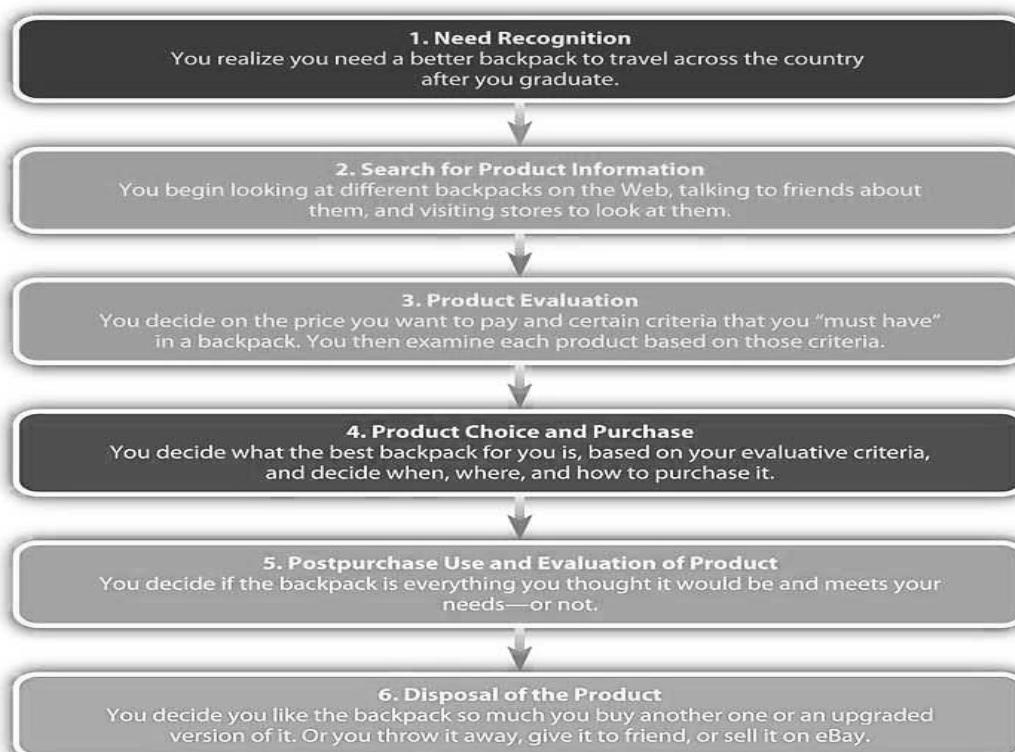 1. Need Recognition
You realize you need a better backpack to travel across the country
after you graduate.
2. Search for Product Information
You begin looking at different backpacks on the Web, talking to friends about
them, and visiting stores to look at them.
3. Product Evaluation
You decide on the price you want to pay and certain criteria that you “must have”
in a backpack. You then examine each product based on those criteria.
4. Product Choice and Purchase
You decide what the best backpack for you is, based on your evaluative criteria,
and decide when, where, and how to purchase it.
5. Postpurchase Use and Evaluation of Product
You decide if the backpack is everything you thought it would be and meets your
needs—or not.
6. Disposal of the Product
You decide you like the backpack so much you buy another one or an upgraded
version of it. Or you throw it away, give it to friend, or sell it on eBay.